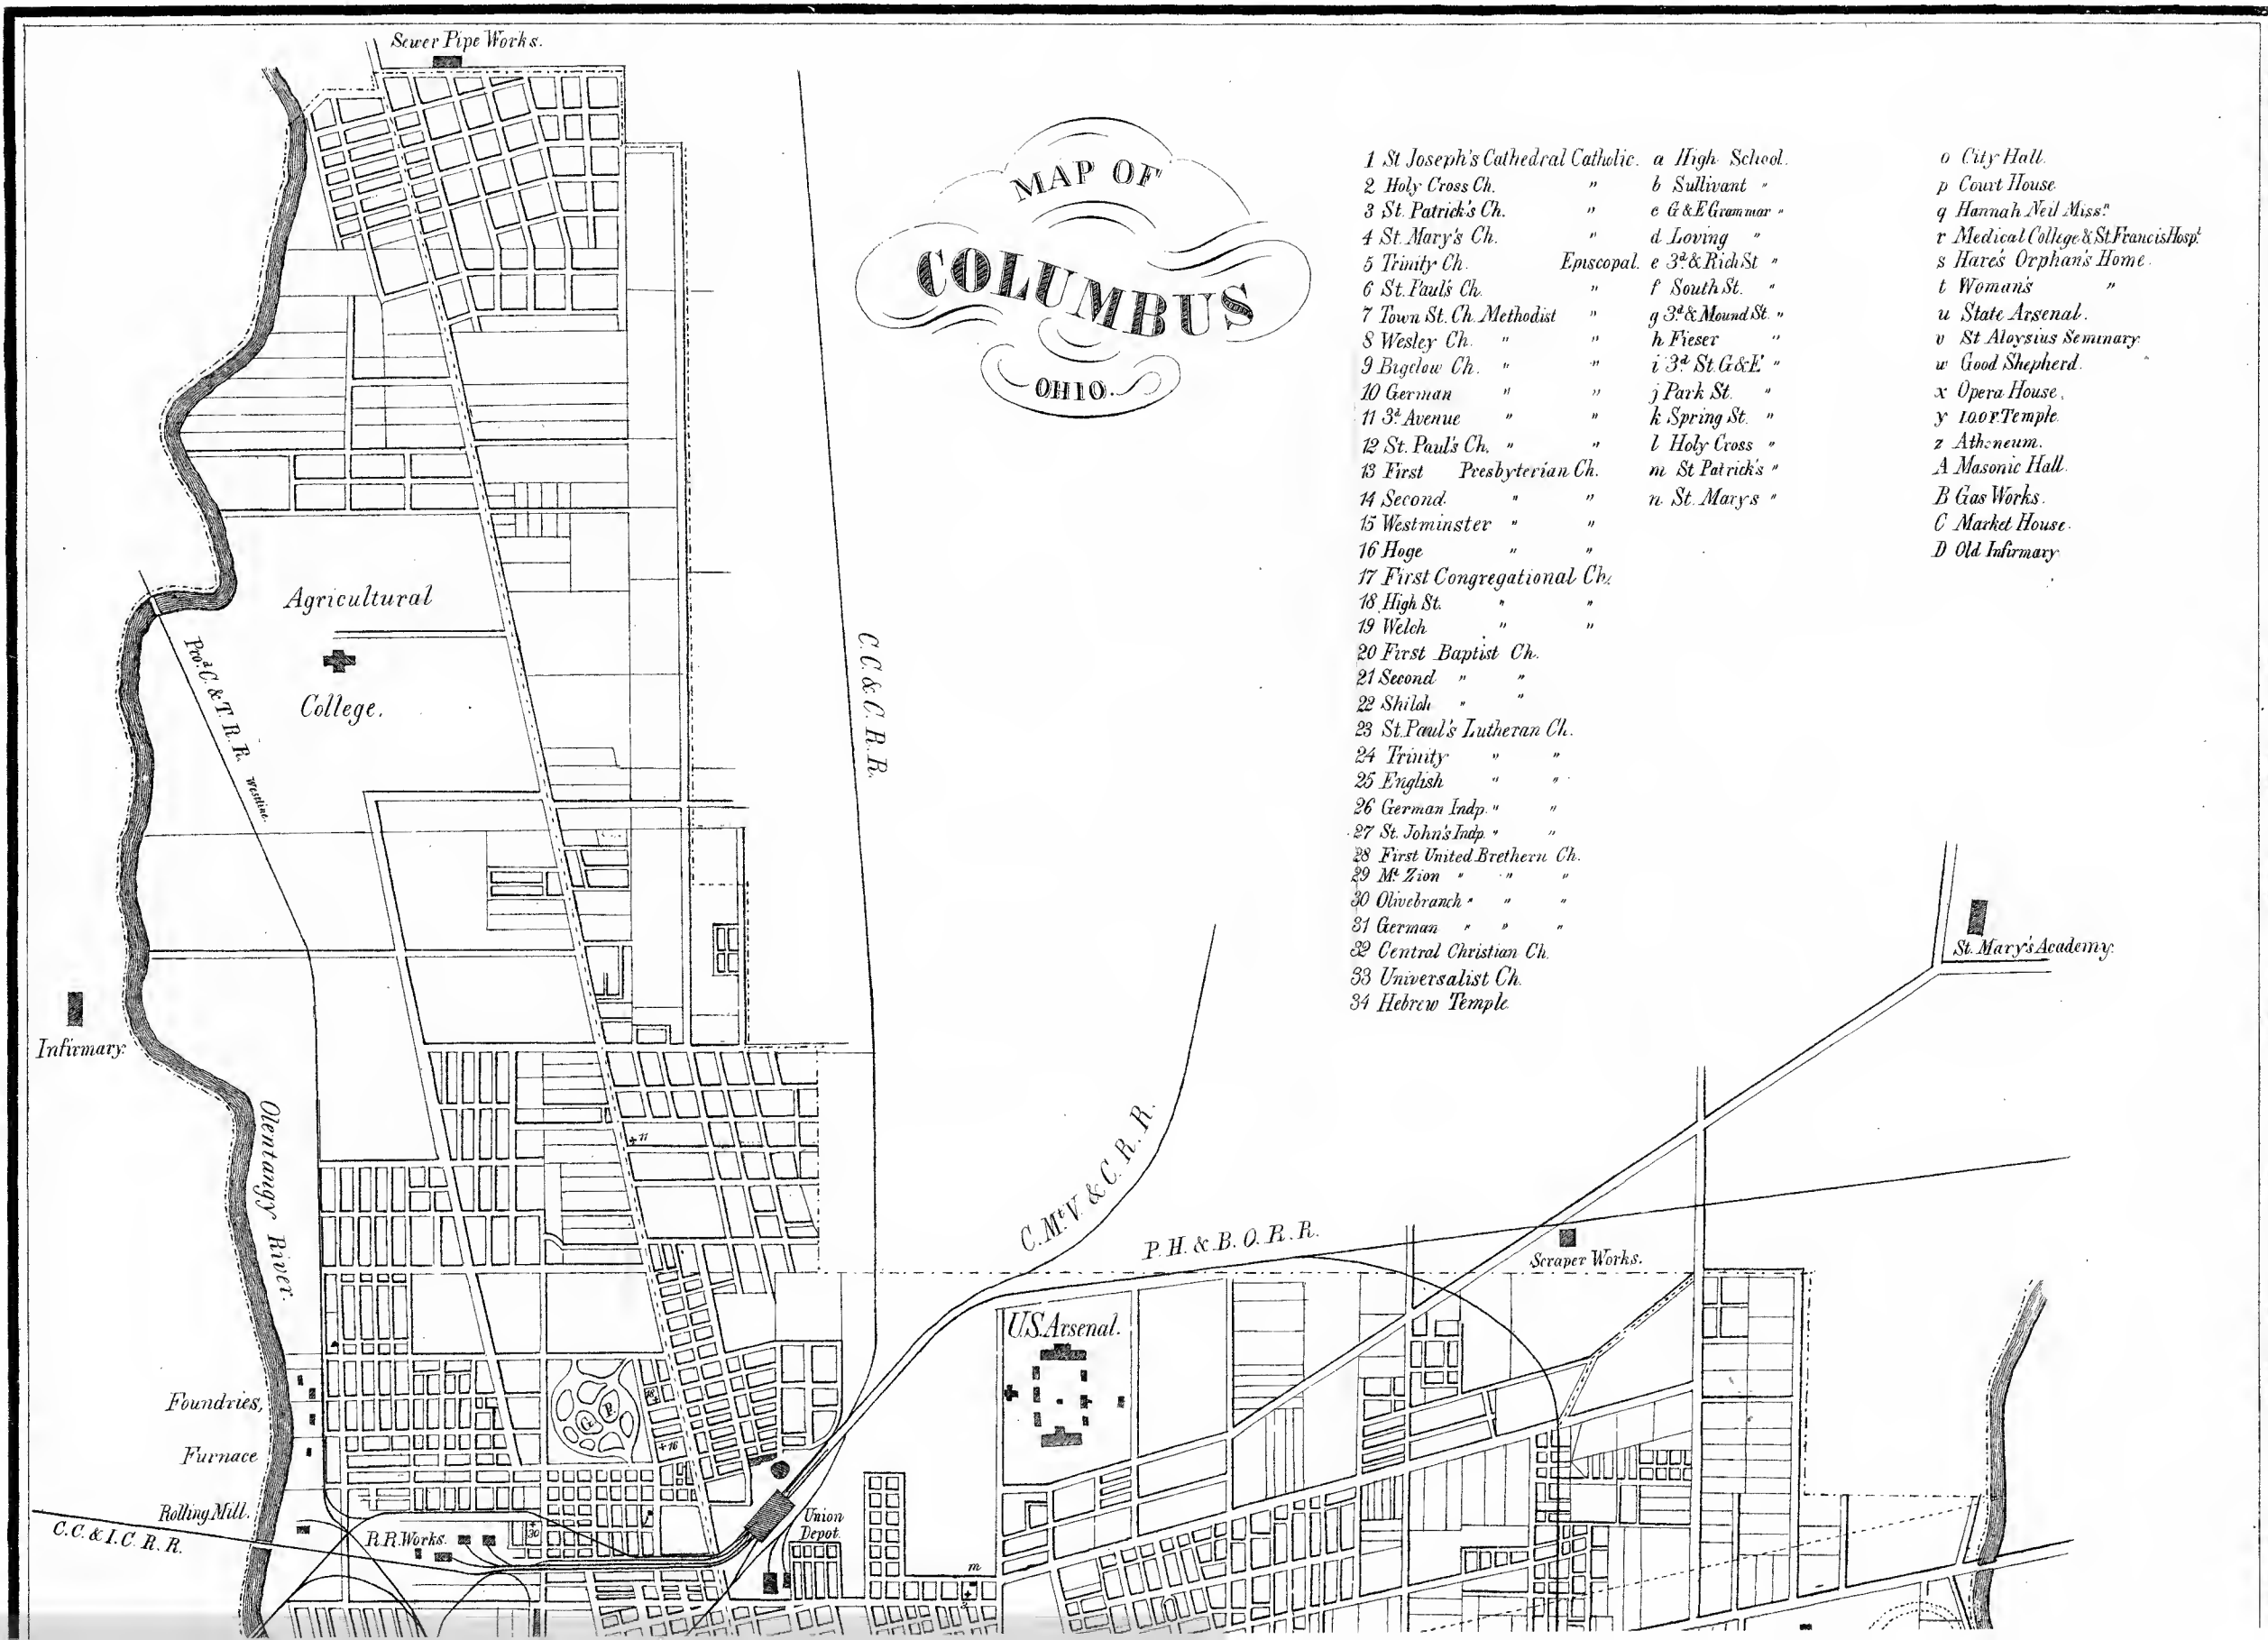 Sewer Pipe Works.
MAP OF
COLUMBUS
OHIO.
1 St Joseph's Cathedral Catholic.
2 Holy Cross Ch. "
3 St. Patrick's Ch. "
4 St. Mary's Ch. "
5 Trinity Ch. Episcopal.
6 St. Paul's Ch. "
7 Town St. Ch. Methodist "
8 Wesley Ch. " "
9 Bigelow Ch. " "
10 German " "
11 3d Avenue " "
12 St. Paul's Ch. " "
13 First Presbyterian Ch.
14 Second. " "
15 Westminster " "
16 Hoge " "
17 First Congregational Ch.
18 High St. " "
19 Welch " "
20 First Baptist Ch.
21 Second " "
22 Shiloh " "
23 St. Paul's Lutheran Ch.
24 Trinity " "
25 English " "
26 German Indp. " "
27 St. John's Indp. " "
28 First United Brethern Ch.
29 Mt. Zion " " "
30 Olivebranch " " "
31 German " " "
32 Central Christian Ch.
33 Universalist Ch.
34 Hebrew Temple
a High School.
b Sullivant "
c G & E Grammar "
d Loving "
e 3d & Rich St "
f South St. "
g 3d & Mound St. "
h Fieser "
i 3d St. G & E "
j Park St. "
k Spring St. "
l Holy Cross "
m St Patrick's "
n St. Marys "
o City Hall.
p Court House
q Hannah Neil Missn
r Medical College & St Francis Hospt
s Hare's Orphan's Home.
t Woman's "
u State Arsenal.
v St Aloysius Seminary.
w Good Shepherd.
x Opera House.
y I.O.O.F. Temple.
z Atheneum.
A Masonic Hall.
B Gas Works.
C Market House.
D Old Infirmary
Agricultural
College.
Prod C. & T. R. R. Westline.
C. C. & C. R. R.
St. Mary's Academy.
Infirmary.
Olentangy River.
11
C. Mt. V. & C. R. R.
P. H. & B. O. R. R.
Scraper Works.
U.S. Arsenal.
Foundries,
G P
18
16
Furnace
Rolling Mill.
C. C. & I. C. R. R.
R.R. Works.
30
Union
Depot.
m
3